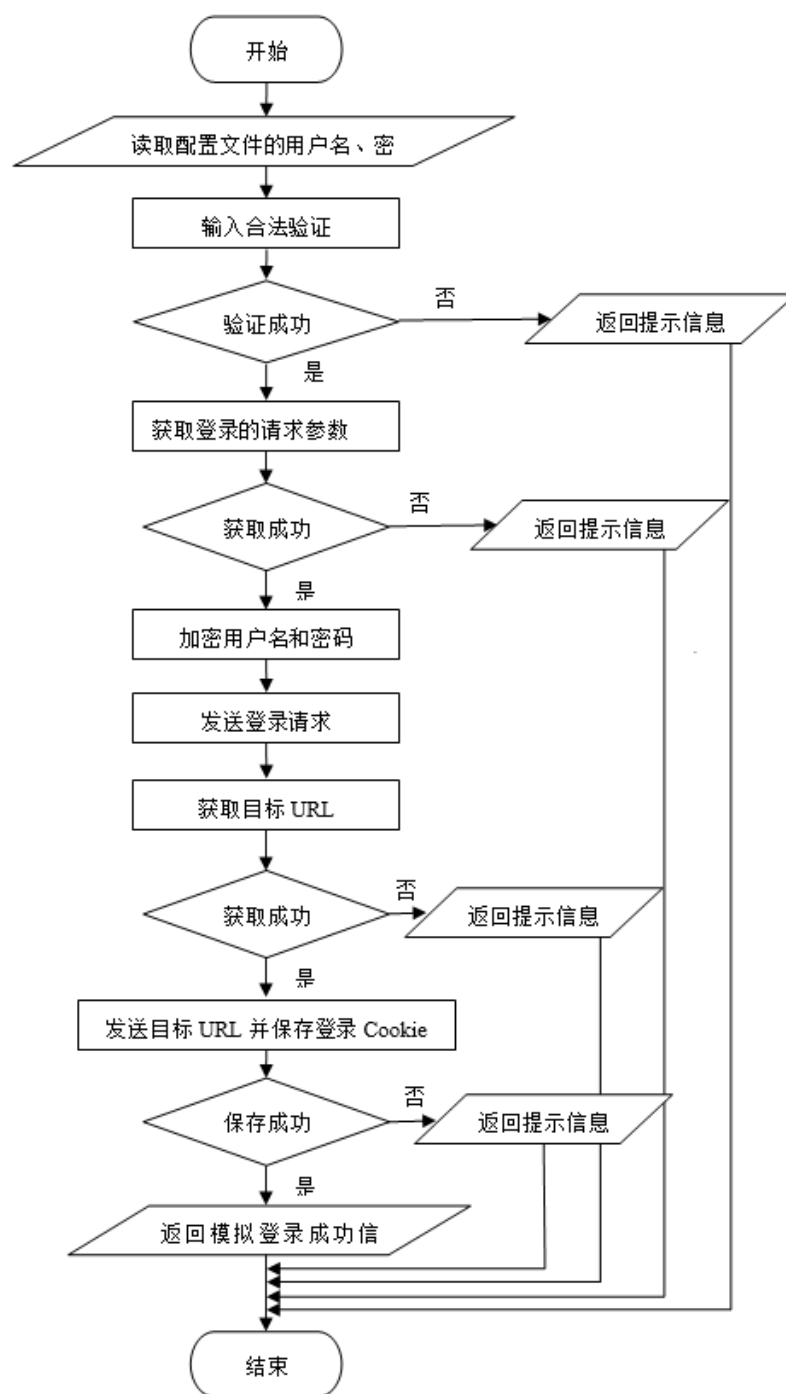 开始
读取配置文件的用户名、密
输入合法验证
验证成功
否
返回提示信息
是
获取登录的请求参数
获取成功
否
返回提示信息
是
加密用户名和密码
发送登录请求
获取目标 URL
获取成功
否
返回提示信息
是
发送目标 URL 并保存登录 Cookie
保存成功
否
返回提示信息
是
返回模拟登录成功信
结束